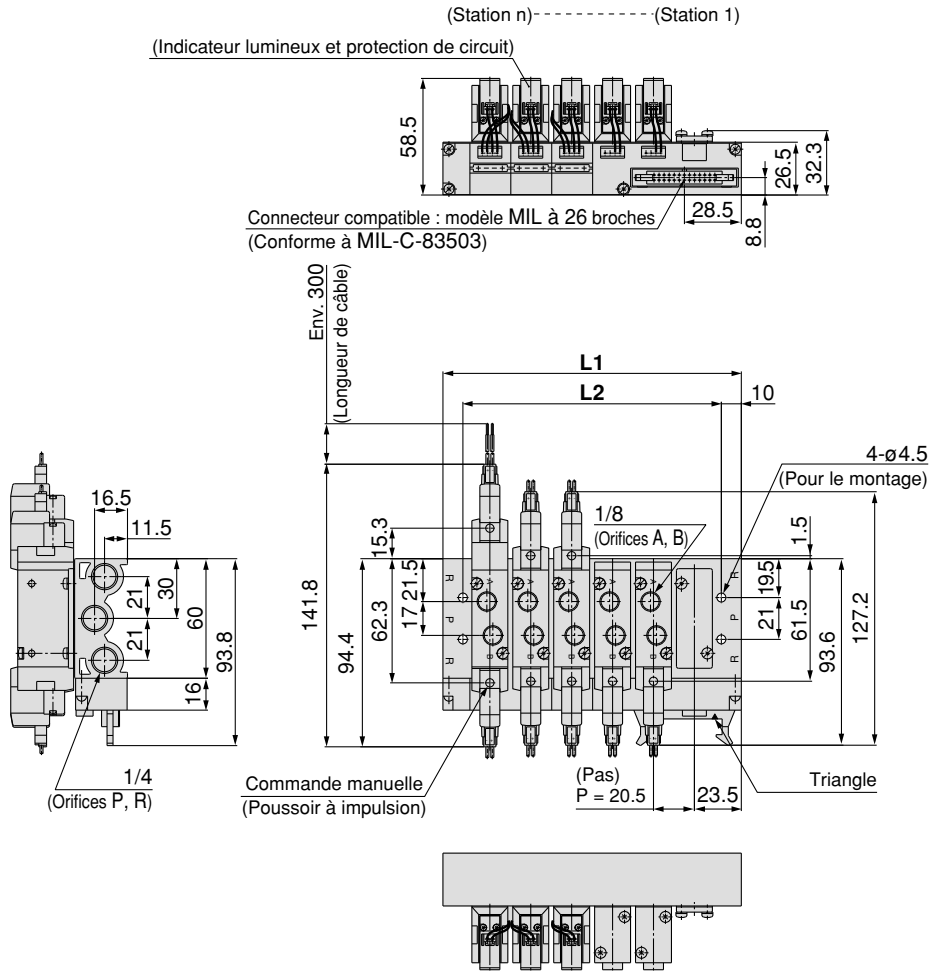 (Station n)
(Station 1)
(Indicateur lumineux et protection de circuit)
58.5
26.5
32.3
8.8
28.5
Connecteur compatible : modèle MIL à 26 broches
(Conforme à MIL-C-83503)
Env. 300
(Longueur de câble)
L1
L2
10
4-ø4.5
(Pour le montage)
1/8
(Orifices A, B)
1.5
16.5
11.5
15.3
21.5
17
62.3
94.4
141.8
30
60
93.8
21
21
16
19.5
21
61.5
93.6
127.2
R
P
R
A
A
A
A
A
B
B
B
B
B
R
P
R
1/4
(Orifices P, R)
Commande manuelle
(Poussoir à impulsion)
(Pas)
P = 20.5
23.5
Triangle